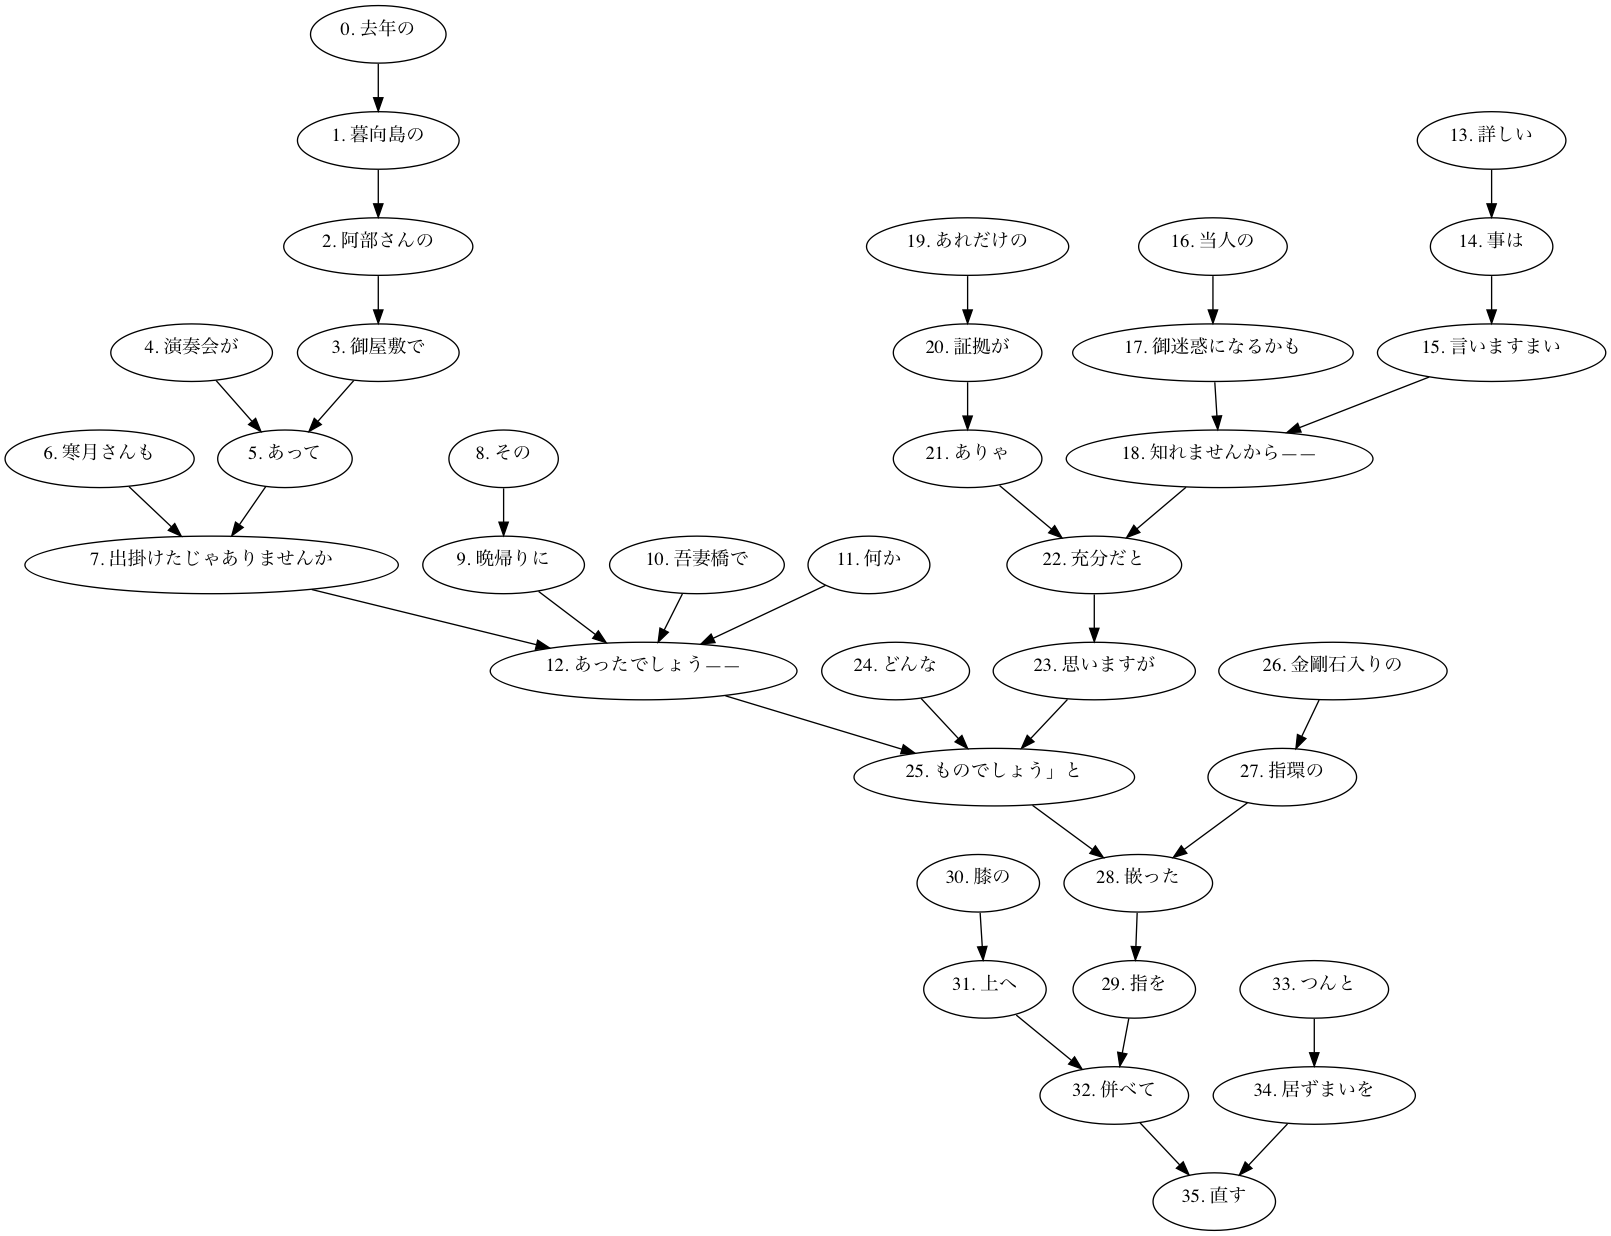 0. 去年の
1. 暮向島の
2. 阿部さんの
3. 御屋敷で
4. 演奏会が
5. あって
6. 寒月さんも
7. 出掛けたじゃありませんか
8. その
9. 晩帰りに
10. 吾妻橋で
11. 何か
12. あったでしょう——
13. 詳しい
14. 事は
15. 言いますまい
16. 当人の
17. 御迷惑になるかも
18. 知れませんから——
19. あれだけの
20. 証拠が
21. ありゃ
22. 充分だと
23. 思いますが
24. どんな
25. ものでしょう」と
26. 金剛石入りの
27. 指環の
28. 嵌った
29. 指を
30. 膝の
31. 上へ
32. 併べて
33. つんと
34. 居ずまいを
35. 直す